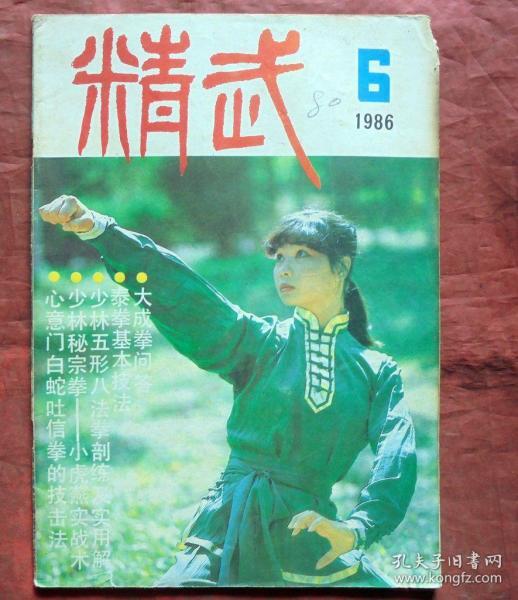 精武
6
1986
80
大成拳问答
泰拳基本技法
少林五形八法拳剖练及实用解
少林秘宗拳——小虎燕实战术
心意门白蛇吐信拳的技击法
孔夫子旧书网
www.kongfz.com